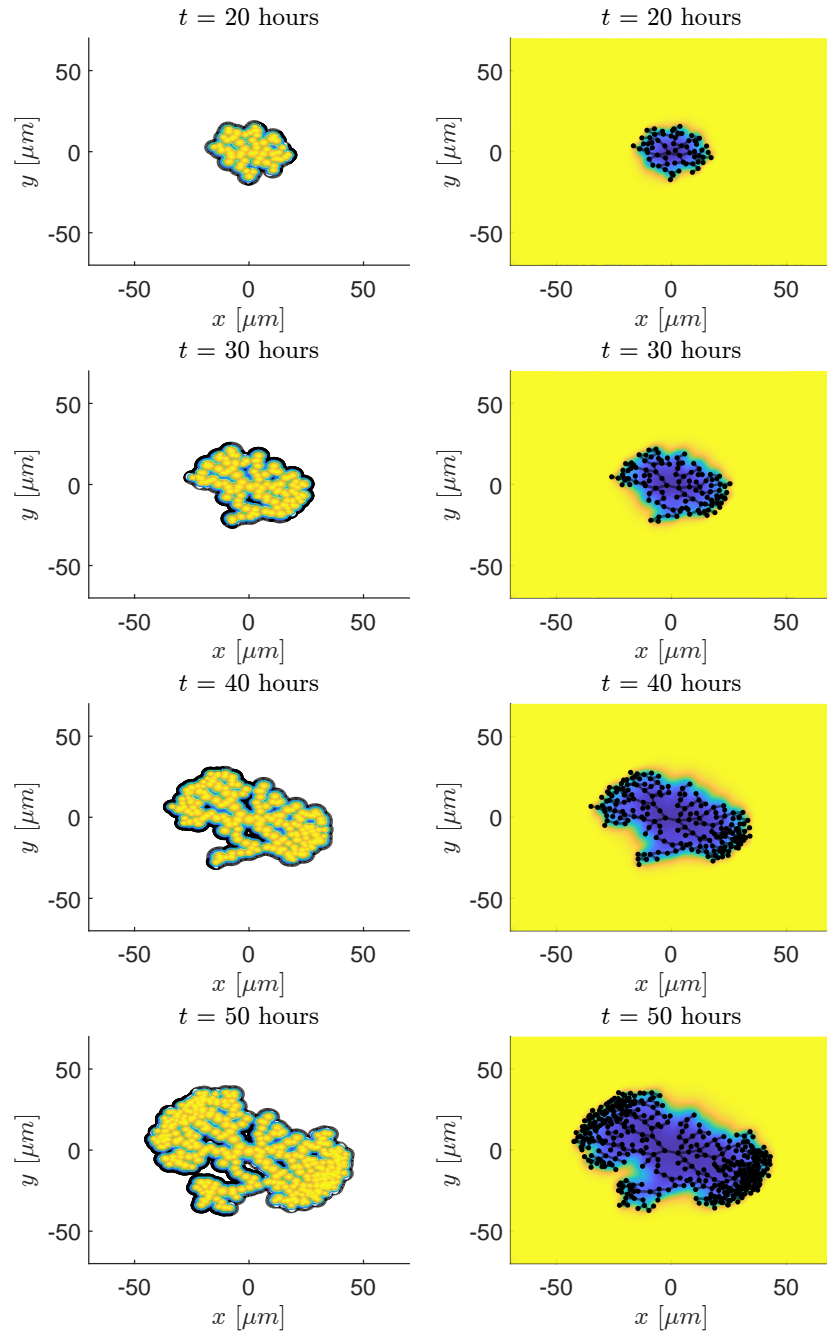 t = 20 hours
50
0
-50
y [μm]
-50 0 50
x [μm]
t = 20 hours
50
0
-50
y [μm]
-50 0 50
x [μm]
t = 30 hours
50
0
-50
y [μm]
-50 0 50
x [μm]
t = 30 hours
50
0
-50
y [μm]
-50 0 50
x [μm]
t = 40 hours
50
0
-50
y [μm]
-50 0 50
x [μm]
t = 40 hours
50
0
-50
y [μm]
-50 0 50
x [μm]
t = 50 hours
50
0
-50
y [μm]
-50 0 50
x [μm]
t = 50 hours
50
0
-50
y [μm]
-50 0 50
x [μm]